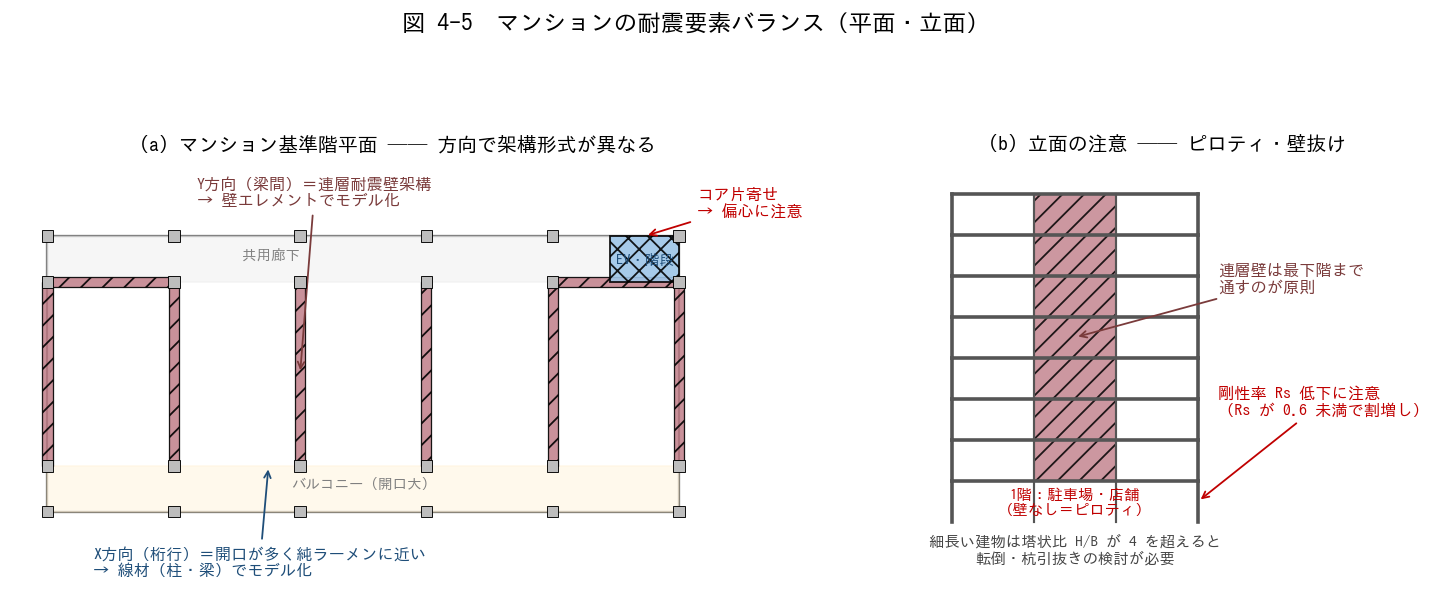 図 4-5　マンションの耐震要素バランス（平面・立面）
(a) マンション基準階平面 ―― 方向で架構形式が異なる
Y方向（梁間）＝連層耐震壁架構
→ 壁エレメントでモデル化
コア片寄せ
→ 偏心に注意
共用廊下
EV・階段
バルコニー（開口大）
X方向（桁行）＝開口が多く純ラーメンに近い
→ 線材（柱・梁）でモデル化
(b) 立面の注意 ―― ピロティ・壁抜け
連層壁は最下階まで
通すのが原則
剛性率 Rs 低下に注意
（Rs が 0.6 未満で割増し）
1階：駐車場・店舗
（壁なし＝ピロティ）
細長い建物は塔状比 H/B が 4 を超えると
転倒・杭引抜きの検討が必要